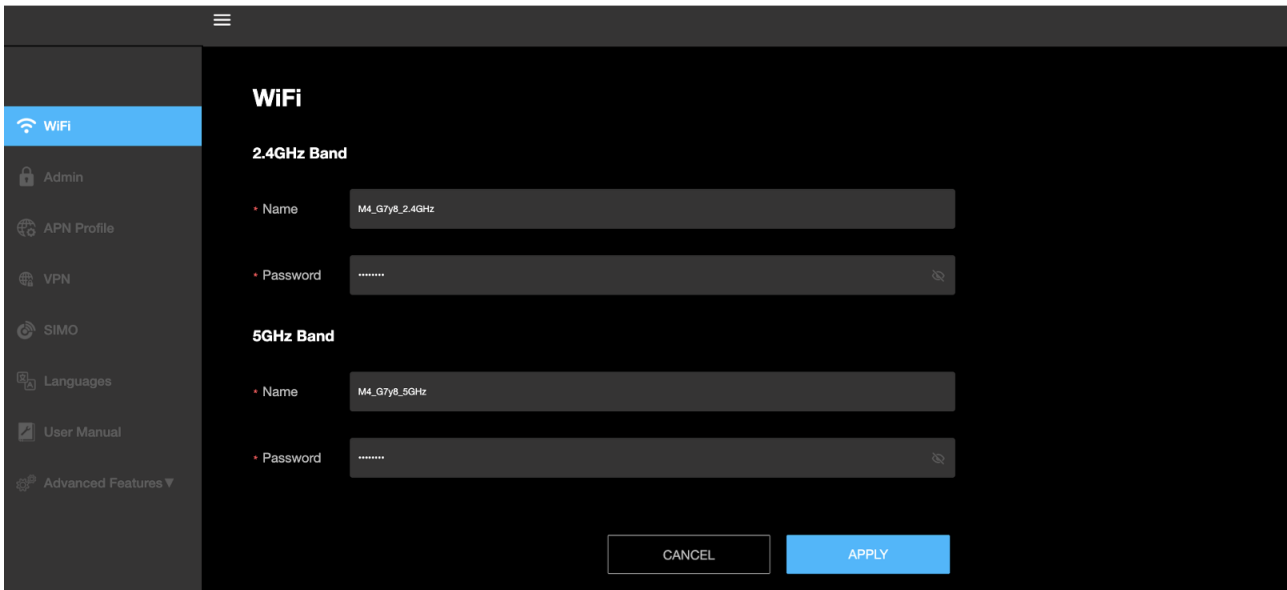 WiFi
Admin
APN Profile
VPN
SIMO
Languages
User Manual
Advanced Features▼
WiFi
2.4GHz Band
* Name
M4_G7y8_2.4GHz
* Password
••••••••
5GHz Band
* Name
M4_G7y8_5GHz
* Password
••••••••
CANCEL
APPLY